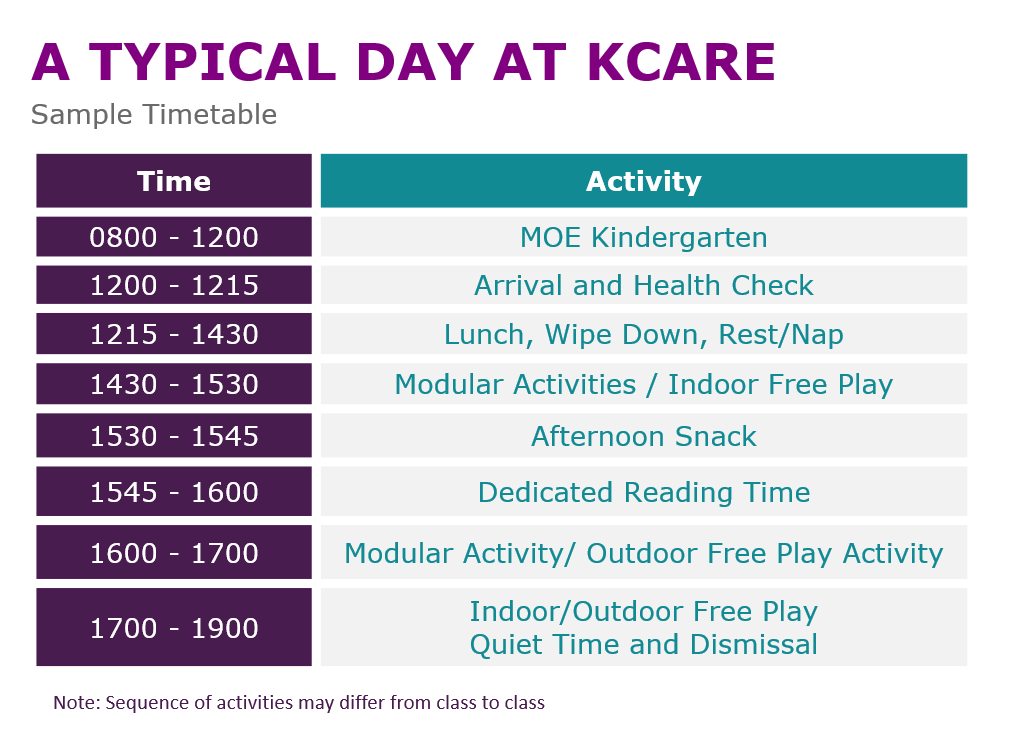 A TYPICAL DAY AT KCARE
Sample Timetable
Time Activity
0800 - 1200 MOE Kindergarten
1200 - 1215 Arrival and Health Check
1215 - 1430 Lunch, Wipe Down, Rest/Nap
1430 - 1530 Modular Activities / Indoor Free Play
1530 - 1545 Afternoon Snack
1545 - 1600 Dedicated Reading Time
1600 - 1700 Modular Activity/ Outdoor Free Play Activity
1700 - 1900 Indoor/Outdoor Free Play
Quiet Time and Dismissal
Note: Sequence of activities may differ from class to class